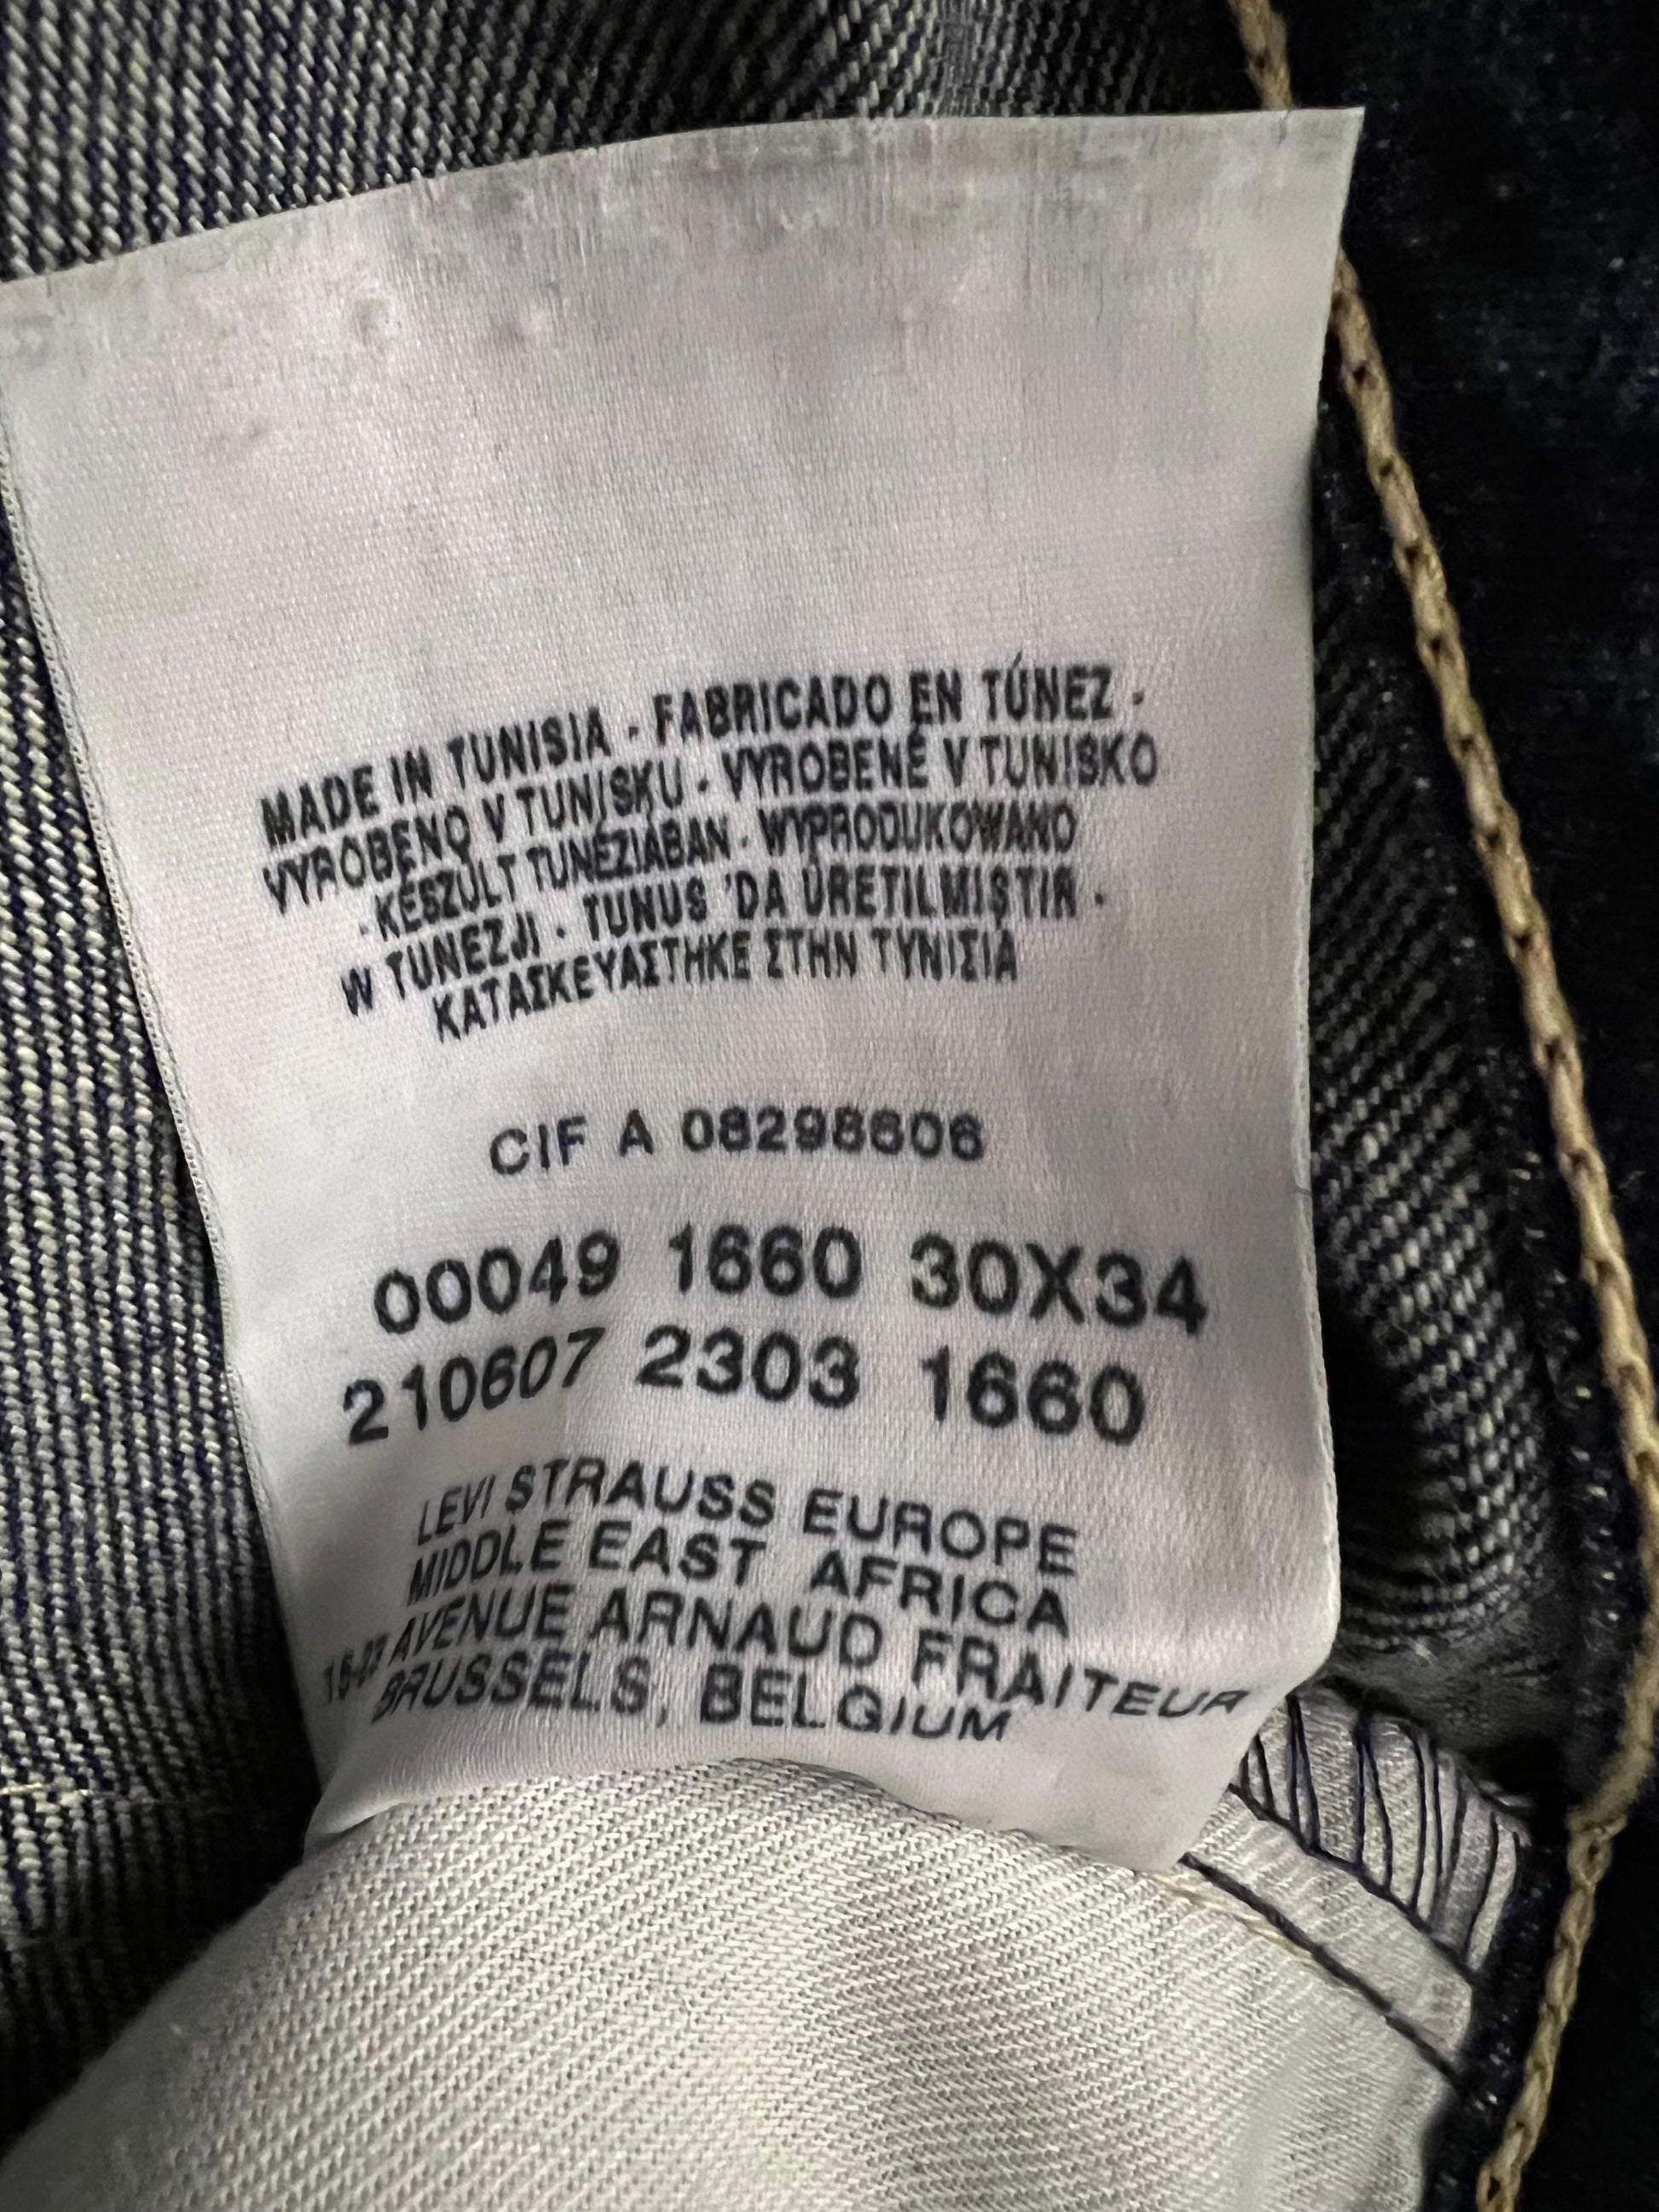 MADE IN TUNISIA - FABRICADO EN TÚNEZ -
VYROBENO V TUNISKU - VYROBENÉ V TUNISKO
- KÉSZÜLT TUNÉZIÁBAN - WYPRODUKOWANO
W TUNEZJI - TUNUS 'DA ÜRETILMIŞTIR -
ΚΑΤΑΣΚΕΥΑΣΤΗΚΕ ΣΤΗΝ ΤΥΝΙΣΙΑ
CIF A 08298606
00049 1660 30X34
210607 2303 1660
LEVI STRAUSS EUROPE
MIDDLE EAST AFRICA
AVENUE ARNAUD FRAITEUR
BRUSSELS, BELGIUM